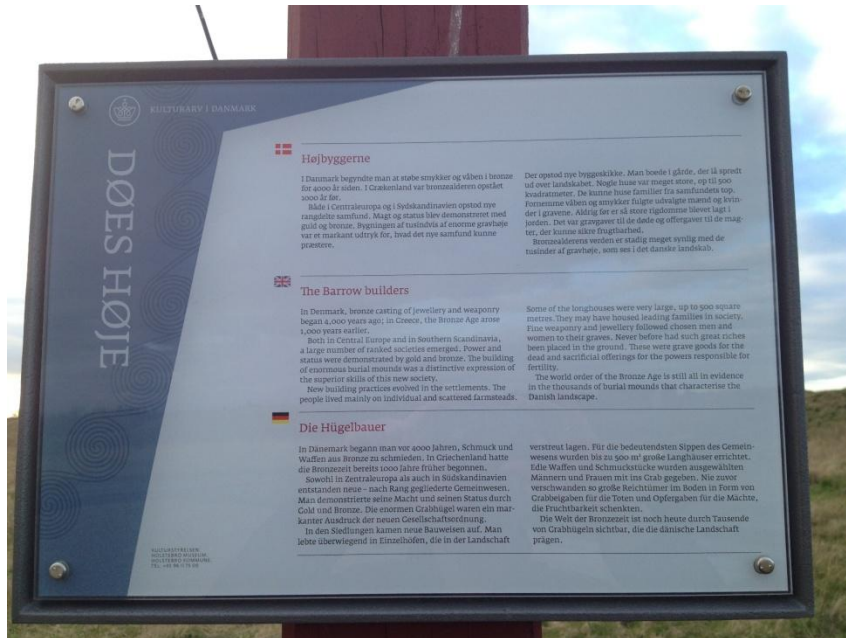 KULTURARV I DANMARK
DØES HØJE
Højbyggerne
I Danmark begyndte man at støbe smykker og våben i bronze
for 4000 år siden. I Grækenland var bronzealderen opstået
1000 år før.
Både i Centraleuropa og i Sydskandinavien opstod nye
rangdelte samfund. Magt og status blev demonstreret med
guld og bronze. Bygningen af tusindvis af enorme gravhøje
var et markant udtryk for, hvad det nye samfund kunne
præstere.
Der opstod nye byggeskikke. Man boede i gårde, der lå spredt
ud over landskabet. Nogle huse var meget store, op til 500
kvadratmeter. De kunne huse familier fra samfundets top.
Fornemme våben og smykker fulgte udvalgte mænd og kvin-
der i gravene. Aldrig før er så store rigdomme blevet lagt i
jorden. Det var gravgaver til de døde og offergaver til de mag-
ter, der kunne sikre frugtbarhed.
Bronzealderens verden er stadig meget synlig med de
tusinder af gravhøje, som ses i det danske landskab.
The Barrow builders
In Denmark, bronze casting of jewellery and weaponry
began 4,000 years ago; in Greece, the Bronze Age arose
1,000 years earlier.
Both in Central Europe and in Southern Scandinavia,
a large number of ranked societies emerged. Power and
status were demonstrated by gold and bronze. The building
of enormous burial mounds was a distinctive expression of
the superior skills of this new society.
New building practices evolved in the settlements. The
people lived mainly on individual and scattered farmsteads.
Some of the longhouses were very large, up to 500 square
metres. They may have housed leading families in society.
Fine weaponry and jewellery followed chosen men and
women to their graves. Never before had such great riches
been placed in the ground. These were grave goods for the
dead and sacrificial offerings for the powers responsible for
fertility.
The world order of the Bronze Age is still all in evidence
in the thousands of burial mounds that characterise the
Danish landscape.
Die Hügelbauer
In Dänemark begann man vor 4000 Jahren, Schmuck und
Waffen aus Bronze zu schmieden. In Griechenland hatte
die Bronzezeit bereits 1000 Jahre früher begonnen.
Sowohl in Zentraleuropa als auch in Südskandinavien
entstanden neue - nach Rang gegliederte Gemeinwesen.
Man demonstrierte seine Macht und seinen Status durch
Gold und Bronze. Die enormen Grabhügel waren ein mar-
kanter Ausdruck der neuen Gesellschaftsordnung.
In den Siedlungen kamen neue Bauweisen auf. Man
lebte überwiegend in Einzelhöfen, die in der Landschaft
verstreut lagen. Für die bedeutendsten Sippen des Gemein-
wesens wurden bis zu 500 m² große Langhäuser errichtet.
Edle Waffen und Schmuckstücke wurden ausgewählten
Männern und Frauen mit ins Grab gegeben. Nie zuvor
verschwanden so große Reichtümer im Boden in Form von
Grabbeigaben für die Toten und Opfergaben für die Mächte,
die Fruchtbarkeit schenkten.
Die Welt der Bronzezeit ist noch heute durch Tausende
von Grabhügeln sichtbar, die die dänische Landschaft
prägen.
KULTURSTYRELSEN
HOLSTEBRO MUSEUM
HOLSTEBRO KOMMUNE